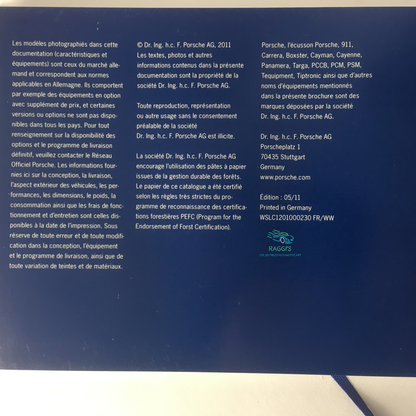 Les modèles photographiés dans cette
documentation (caractéristiques et
équipements) sont ceux du marché alle-
mand et correspondent aux normes
applicables en Allemagne. Ils comportent
par exemple des équipements en option
avec supplément de prix, et certaines
versions ou options ne sont pas dispo-
nibles dans tous les pays. Pour tout
renseignement sur la disponibilité des
options et le programme de livraison
définitif, veuillez contacter le Réseau
Officiel Porsche. Les informations four-
nies ici sur la conception, la livraison,
l'aspect extérieur des véhicules, les per-
formances, les dimensions, le poids, la
consommation ainsi que les frais de fonc-
tionnement et d'entretien sont celles dis-
ponibles à la date de l'impression. Sous
réserve de toute erreur et de toute modifi-
cation dans la conception, l'équipement
et le programme de livraison, ainsi que de
toute variation de teintes et de matériaux.
© Dr. Ing. h.c. F. Porsche AG, 2011
Les textes, photos et autres
informations contenus dans la présente
documentation sont la propriété de la
société Dr. Ing. h.c. F. Porsche AG.
Toute reproduction, représentation
ou autre usage sans le consentement
préalable de la société
Dr. Ing. h.c. F. Porsche AG est illicite.
La société Dr. Ing. h.c. F. Porsche AG
encourage l'utilisation des pâtes à papier
issues de la gestion durable des forêts.
Le papier de ce catalogue a été certifié
selon les règles très strictes du pro-
gramme de reconnaissance des certifica-
tions forestières PEFC (Program for the
Endorsement of Forst Certification).
Porsche, l'écusson Porsche, 911,
Carrera, Boxster, Cayman, Cayenne,
Panamera, Targa, PCCB, PCM, PSM,
Tequipment, Tiptronic ainsi que d'autres
noms d'équipements mentionnés
dans la présente brochure sont des
marques déposées par la société
Dr. Ing. h.c. F. Porsche AG.
Dr. Ing. h.c. F. Porsche AG
Porscheplatz 1
70435 Stuttgart
Germany
www.porsche.com
Édition : 05/11
Printed in Germany
WSLC1201000230 FR/WW